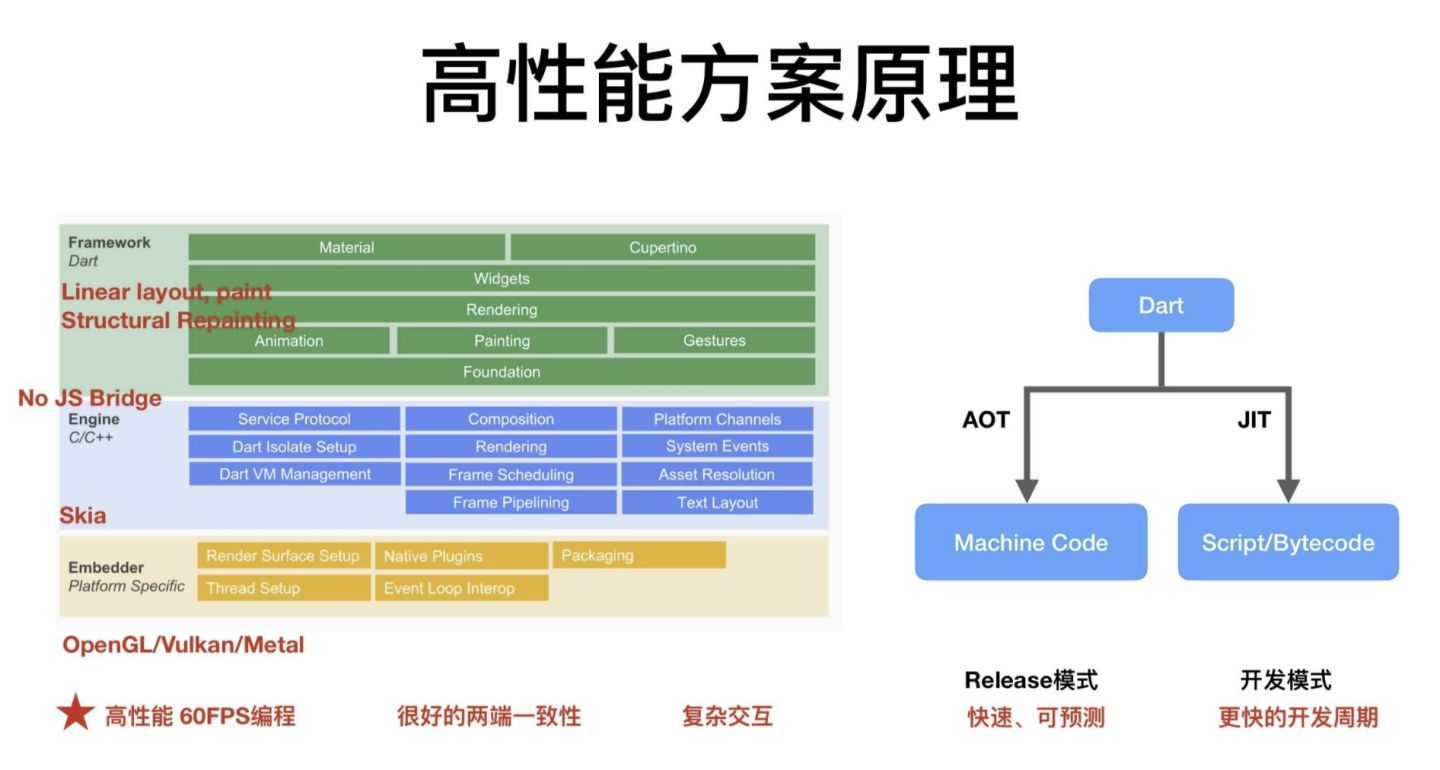 高性能方案原理
Framework
Dart
Material
Cupertino
Widgets
Linear layout, paint
Rendering
Structural Repainting
Animation
Painting
Gestures
Foundation
No JS Bridge
Engine
C/C++
Service Protocol
Composition
Platform Channels
Dart Isolate Setup
Rendering
System Events
Dart VM Management
Frame Scheduling
Asset Resolution
Frame Pipelining
Text Layout
Skia
Embedder
Platform Specific
Render Surface Setup
Native Plugins
Packaging
Thread Setup
Event Loop Interop
OpenGL/Vulkan/Metal
高性能 60FPS编程
很好的两端一致性
复杂交互
Dart
AOT
JIT
Machine Code
Script/Bytecode
Release模式
快速、可预测
开发模式
更快的开发周期